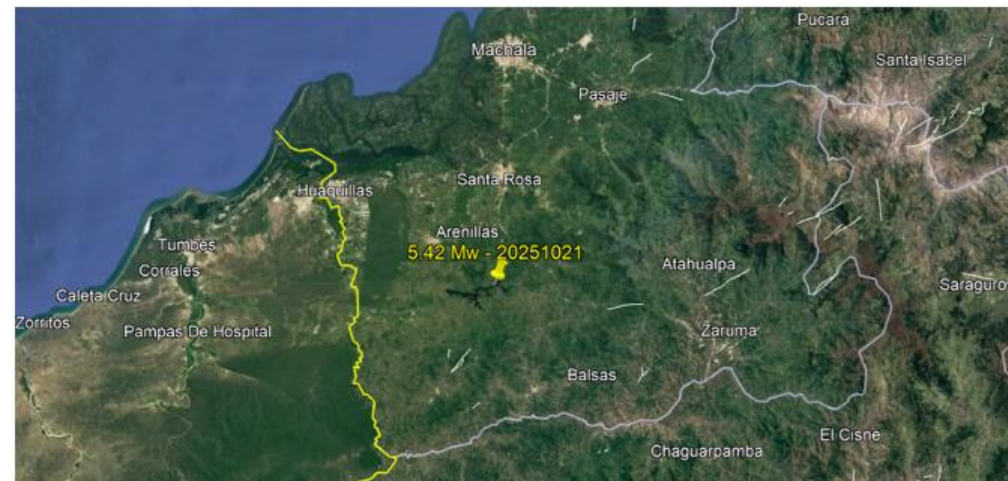 Pucará
Machala
Santa Isabel
Pasaje
Santa Rosa
Huaquillas
Arenillas
Tumbes
5.42 Mw - 20251021
Atahualpa
Corrales
Saraguro
Caleta Cruz
Zorritos
Pampas De Hospital
Zaruma
Balsas
El Cisne
Chaguarpamba